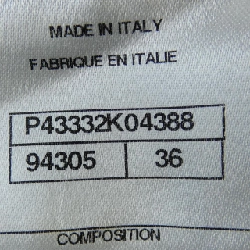 MADE IN ITALY
FABRIQUE EN ITALIE
P43332K04388
94305 36
COMPOSITION